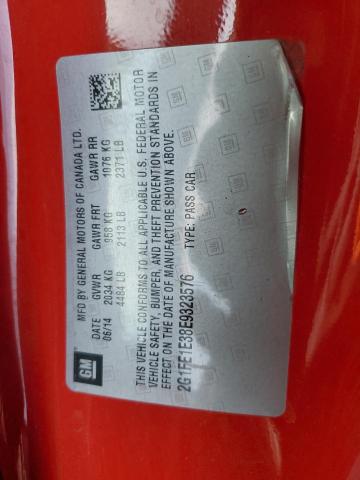 GM
MFD BY GENERAL MOTORS OF CANADA LTD.
DATE GVWR GAWR FRT GAWR RR
06/14 2034 KG 958 KG 1076 KG
4484 LB 2113 LB 2371 LB
THIS VEHICLE CONFORMS TO ALL APPLICABLE U.S. FEDERAL MOTOR
VEHICLE SAFETY, BUMPER, AND THEFT PREVENTION STANDARDS IN
EFFECT ON THE DATE OF MANUFACTURE SHOWN ABOVE.
2G1FE1E38E9323576 TYPE: PASS CAR